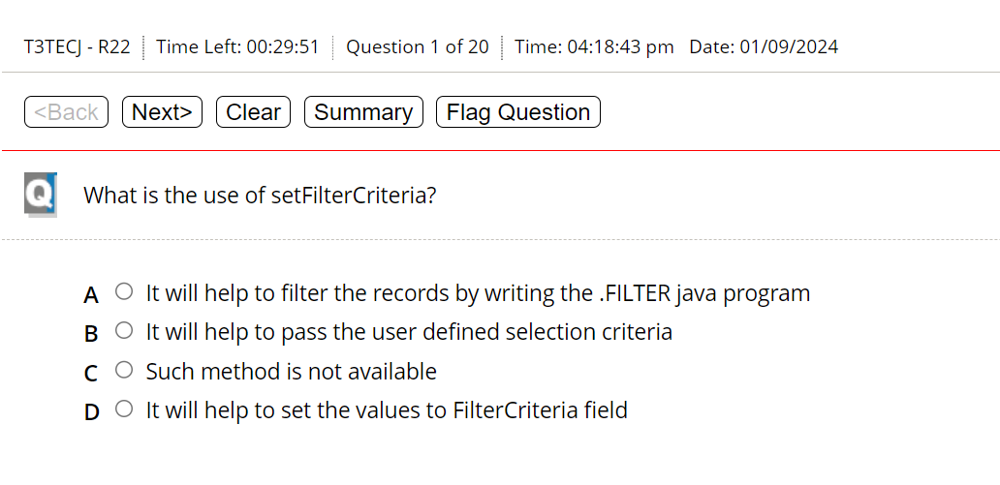 T3TECJ - R22 Time Left: 00:29:51 Question 1 of 20 Time: 04:18:43 pm Date: 01/09/2024
<Back Next> Clear Summary Flag Question
Q What is the use of setFilterCriteria?
A It will help to filter the records by writing the .FILTER java program
B It will help to pass the user defined selection criteria
C Such method is not available
D It will help to set the values to FilterCriteria field